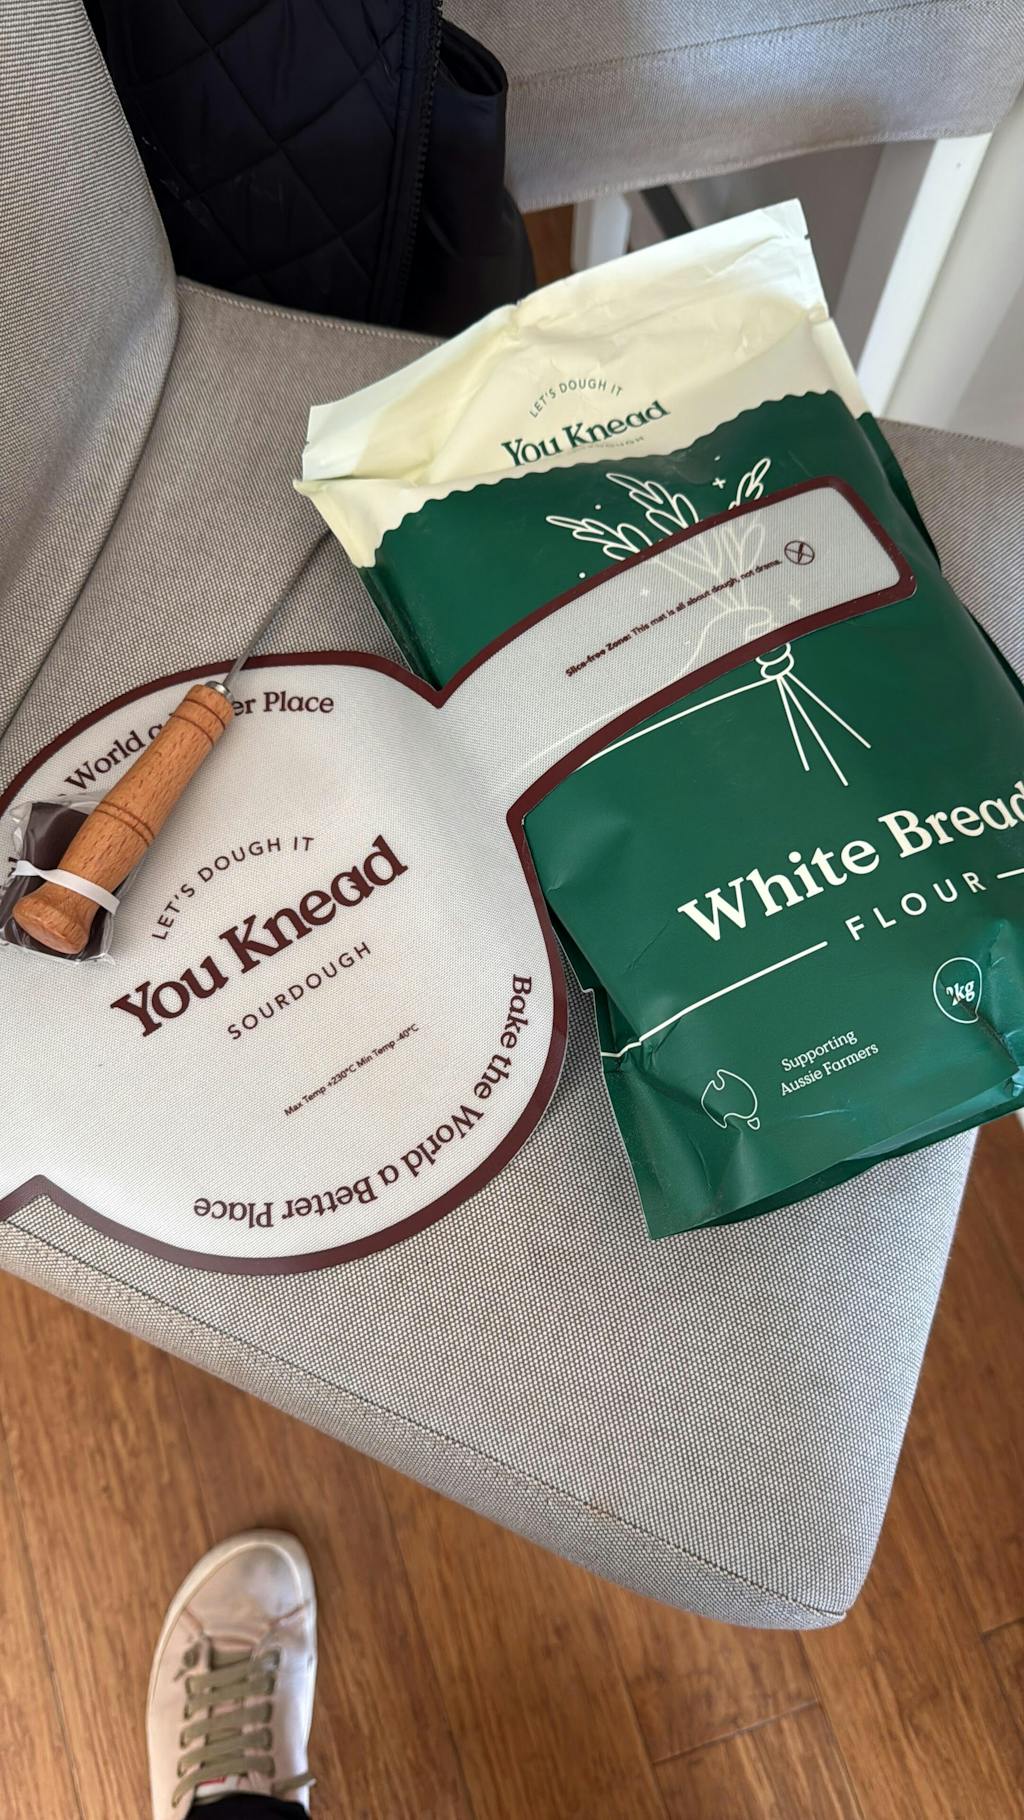 LET'S DOUGH IT
You Knead
SOURDOUGH
Slice-free Zone: This mat is all about dough, not drama.
White Bread
FLOUR
2kg
Supporting
Aussie Farmers
World a er Place
LET'S DOUGH IT
You Knead
SOURDOUGH
Max Temp +230°C Min Temp -40°C
Bake the World a Better Place